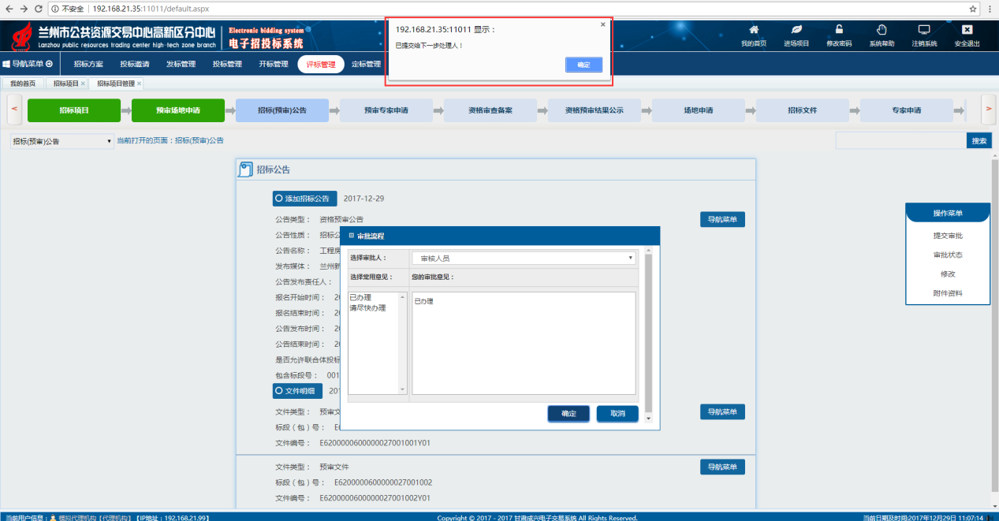 不安全 192.168.21.35:11011/default.aspx
兰州市公共资源交易中心高新区分中心
Lanzhou public resources trading center high-tech zone branch
Electronic bidding system
电子招投标系统
192.168.21.35:11011 显示：
已提交给下一步处理人！
确定
我的首页 进场项目 修改密码 系统帮助 注销系统 安全退出
导航菜单 招标方案 投标邀请 发标管理 投标管理 开标管理 评标管理 定标管理
我的首页 招标项目 × 招标项目管理 ×
< 招标项目 预审场地申请 招标(预审)公告 预审专家申请 资格审查备案 资格预审结果公示 场地申请 招标文件 专家申请 >
招标(预审)公告 当前打开的页面：招标(预审)公告 搜索
招标公告
添加招标公告 2017-12-29
公告类型： 资格预审公告 导航菜单
公告性质： 招标公
公告名称： 工程房
发布媒体： 兰州新
公告发布责任人：
报名开始时间： 20
报名结束时间： 20
公告发布时间： 20
公告结束时间： 20
是否允许联合体投标
包含标段号： 001
文件明细 201
文件类型： 预审文 导航菜单
标段（包）号： E6
文件编号： E6200000600000027001001Y01
文件类型： 预审文件 导航菜单
标段（包）号： E6200000600000027001002
文件编号： E6200000600000027001002Y01
审批流程
选择审批人： 审核人员
选择常用意见： 您的审批意见：
已办理
请尽快办理
已办理
确定 取消
操作菜单
提交审批
审批状态
修改
附件资料
当前用户信息： 模拟代理机构【代理机构】【IP地址：192.168.21.99】 Copyright © 2017 - 2017 甘肃成兴电子交易系统 All Rights Reserved. 当前日期及时间:2017年12月29日 11:07:14